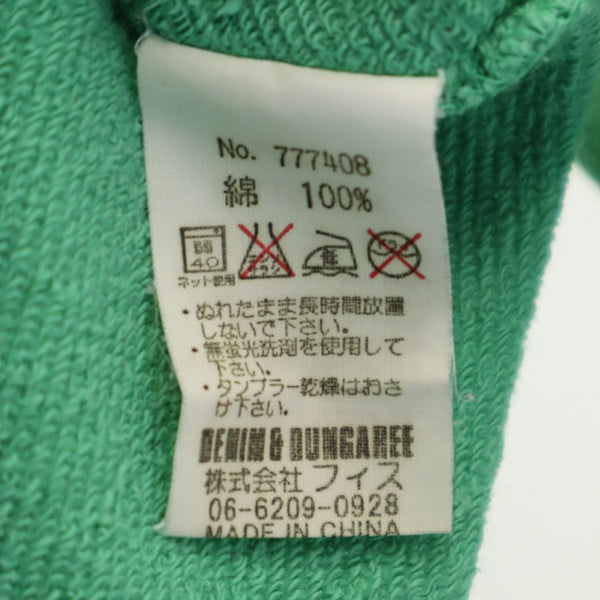 No. 777408
綿 100%
弱
40
ネット使用
・ぬれたまま長時間放置
しないで下さい。
・無蛍光洗剤を使用して
下さい。
・タンブラー乾燥はおさ
け下さい。
DENIM & DUNGAREE
株式会社 フィス
06-6209-0928
MADE IN CHINA